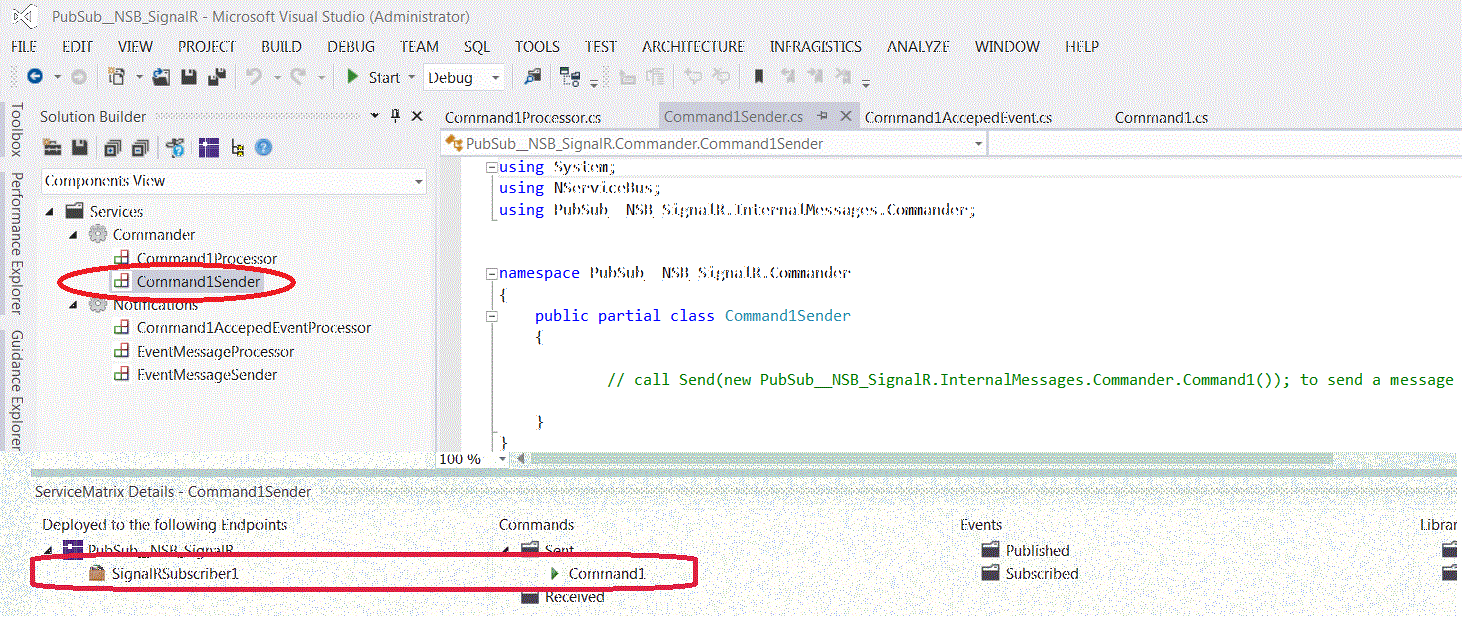 PubSub__NSB_SignalR - Microsoft Visual Studio (Administrator)
FILE EDIT VIEW PROJECT BUILD DEBUG TEAM SQL TOOLS TEST ARCHITECTURE INFRAGISTICS ANALYZE WINDOW HELP
Start Debug
Toolbox
Performance Explorer
Guidance Explorer
Solution Builder
Components View
Services
Commander
Command1Processor
Command1Sender
Notifications
Command1AccepedEventProcessor
EventMessageProcessor
EventMessageSender
Command1Processor.cs Command1Sender.cs Command1AccepedEvent.cs Command1.cs
PubSub__NSB_SignalR.Commander.Command1Sender
using System;
using NServiceBus;
using PubSub__NSB_SignalR.InternalMessages.Commander;
namespace PubSub__NSB_SignalR.Commander
{
public partial class Command1Sender
{
// call Send(new PubSub__NSB_SignalR.InternalMessages.Commander.Command1()); to send a message
}
}
100 %
ServiceMatrix Details - Command1Sender
Deployed to the following Endpoints Commands Events Librar
PubSub__NSB_SignalR Sent Published
SignalRSubscriber1 Command1 Subscribed
Received